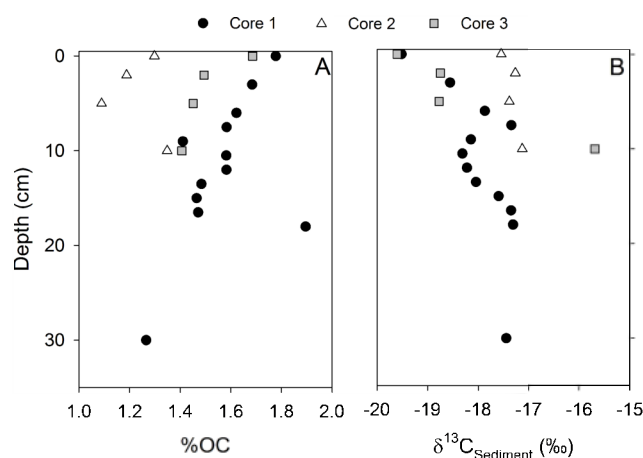 Core 1 Core 2 Core 3
A
B
0
10
20
30
Depth (cm)
1.0 1.2 1.4 1.6 1.8 2.0
-20 -19 -18 -17 -16 -15
%OC
δ13CSediment (‰)